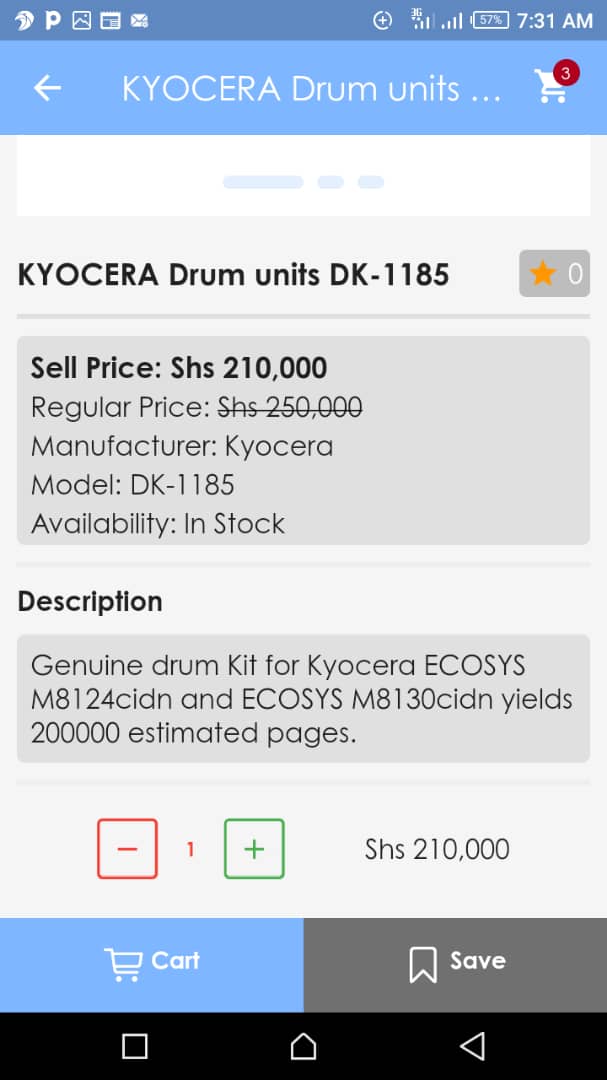 57% 7:31 AM
KYOCERA Drum units ...
3
KYOCERA Drum units DK-1185
0
Sell Price: Shs 210,000
Regular Price: Shs 250,000
Manufacturer: Kyocera
Model: DK-1185
Availability: In Stock
Description
Genuine drum Kit for Kyocera ECOSYS
M8124cidn and ECOSYS M8130cidn yields
200000 estimated pages.
− 1 + Shs 210,000
Cart
Save